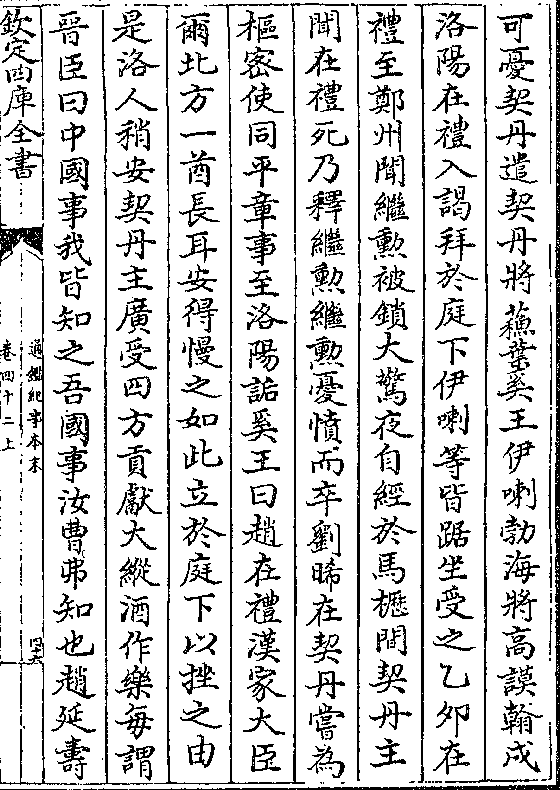 可憂契丹遣契丹將蕪葉奚王伊喇勃海將高謨翰戍
洛陽在禮入謁拜於庭下伊喇等皆踞坐受之乙夘在
禮至鄭州聞繼勲被鎖大驚夜自經於馬櫪間契丹主
聞在禮死乃釋繼勲繼勲憂憤而卒劉晞在契丹嘗為
樞密使同平章事至洛陽詬奚王曰趙在禮漢家大臣
爾北方一酋長耳安得慢之如此立於庭下以挫之由
是洛人稍安契丹主廣受四方貢獻大縱酒作樂每謂
晉臣曰中國事我皆知之吾國事汝曹弗知也趙延壽
欽定四庫全書
通鑑紀事本末
卷四十二上
四十六